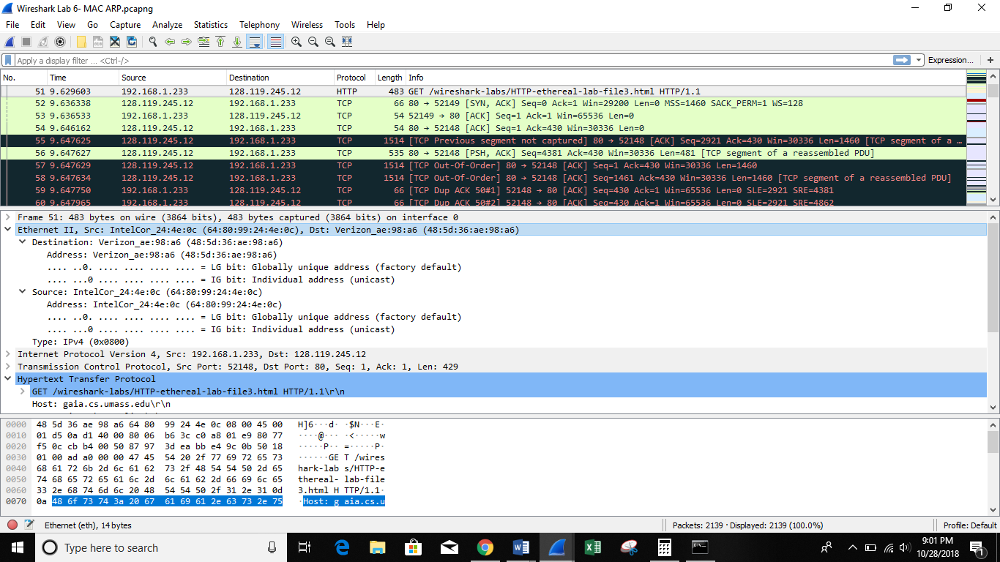 Wireshark Lab 6- MAC ARP.pcapng
File Edit View Go Capture Analyze Statistics Telephony Wireless Tools Help
Apply a display filter ... <Ctrl-/>
Expression... +
No. Time Source Destination Protocol Length Info
51 9.629603 192.168.1.233 128.119.245.12 HTTP 483 GET /wireshark-labs/HTTP-ethereal-lab-file3.html HTTP/1.1
52 9.636338 128.119.245.12 192.168.1.233 TCP 66 80 → 52149 [SYN, ACK] Seq=0 Ack=1 Win=29200 Len=0 MSS=1460 SACK_PERM=1 WS=128
53 9.636533 192.168.1.233 128.119.245.12 TCP 54 52149 → 80 [ACK] Seq=1 Ack=1 Win=65536 Len=0
54 9.646162 128.119.245.12 192.168.1.233 TCP 54 80 → 52148 [ACK] Seq=1 Ack=430 Win=30336 Len=0
55 9.647625 128.119.245.12 192.168.1.233 TCP 1514 [TCP Previous segment not captured] 80 → 52148 [ACK] Seq=2921 Ack=430 Win=30336 Len=1460 [TCP segment of a …
56 9.647627 128.119.245.12 192.168.1.233 TCP 535 80 → 52148 [PSH, ACK] Seq=4381 Ack=430 Win=30336 Len=481 [TCP segment of a reassembled PDU]
57 9.647629 128.119.245.12 192.168.1.233 TCP 1514 [TCP Out-Of-Order] 80 → 52148 [ACK] Seq=1 Ack=430 Win=30336 Len=1460
58 9.647634 128.119.245.12 192.168.1.233 TCP 1514 [TCP Out-Of-Order] 80 → 52148 [ACK] Seq=1461 Ack=430 Win=30336 Len=1460 [TCP segment of a reassembled PDU]
59 9.647750 192.168.1.233 128.119.245.12 TCP 66 [TCP Dup ACK 50#1] 52148 → 80 [ACK] Seq=430 Ack=1 Win=65536 Len=0 SLE=2921 SRE=4381
60 9.647965 192.168.1.233 128.119.245.12 TCP 66 [TCP Dup ACK 50#2] 52148 → 80 [ACK] Seq=430 Ack=1 Win=65536 Len=0 SLE=2921 SRE=4862
Frame 51: 483 bytes on wire (3864 bits), 483 bytes captured (3864 bits) on interface 0
Ethernet II, Src: IntelCor_24:4e:0c (64:80:99:24:4e:0c), Dst: Verizon_ae:98:a6 (48:5d:36:ae:98:a6)
Destination: Verizon_ae:98:a6 (48:5d:36:ae:98:a6)
Address: Verizon_ae:98:a6 (48:5d:36:ae:98:a6)
.... ..0. .... .... .... .... = LG bit: Globally unique address (factory default)
.... ...0 .... .... .... .... = IG bit: Individual address (unicast)
Source: IntelCor_24:4e:0c (64:80:99:24:4e:0c)
Address: IntelCor_24:4e:0c (64:80:99:24:4e:0c)
.... ..0. .... .... .... .... = LG bit: Globally unique address (factory default)
.... ...0 .... .... .... .... = IG bit: Individual address (unicast)
Type: IPv4 (0x0800)
Internet Protocol Version 4, Src: 192.168.1.233, Dst: 128.119.245.12
Transmission Control Protocol, Src Port: 52148, Dst Port: 80, Seq: 1, Ack: 1, Len: 429
Hypertext Transfer Protocol
GET /wireshark-labs/HTTP-ethereal-lab-file3.html HTTP/1.1\r\n
Host: gaia.cs.umass.edu\r\n
0000 48 5d 36 ae 98 a6 64 80 99 24 4e 0c 08 00 45 00 H]6···d· ·$N···E·
0010 01 d5 0a d1 40 00 80 06 b6 3c c0 a8 01 e9 80 77 ····@··· ·<·····w
0020 f5 0c cb b4 00 50 87 97 3d ea bb e4 9c 0b 50 18 ·····P·· =·····P·
0030 01 00 ad a0 00 00 47 45 54 20 2f 77 69 72 65 73 ······GE T /wires
0040 68 61 72 6b 2d 6c 61 62 73 2f 48 54 54 50 2d 65 hark-lab s/HTTP-e
0050 74 68 65 72 65 61 6c 2d 6c 61 62 2d 66 69 6c 65 thereal- lab-file
0060 33 2e 68 74 6d 6c 20 48 54 54 50 2f 31 2e 31 0d 3.html H TTP/1.1·
0070 0a 48 6f 73 74 3a 20 67 61 69 61 2e 63 73 2e 75 ·Host: g aia.cs.u
Ethernet (eth), 14 bytes
Packets: 2139 · Displayed: 2139 (100.0%)
Profile: Default
Type here to search
9:01 PM
10/28/2018
1